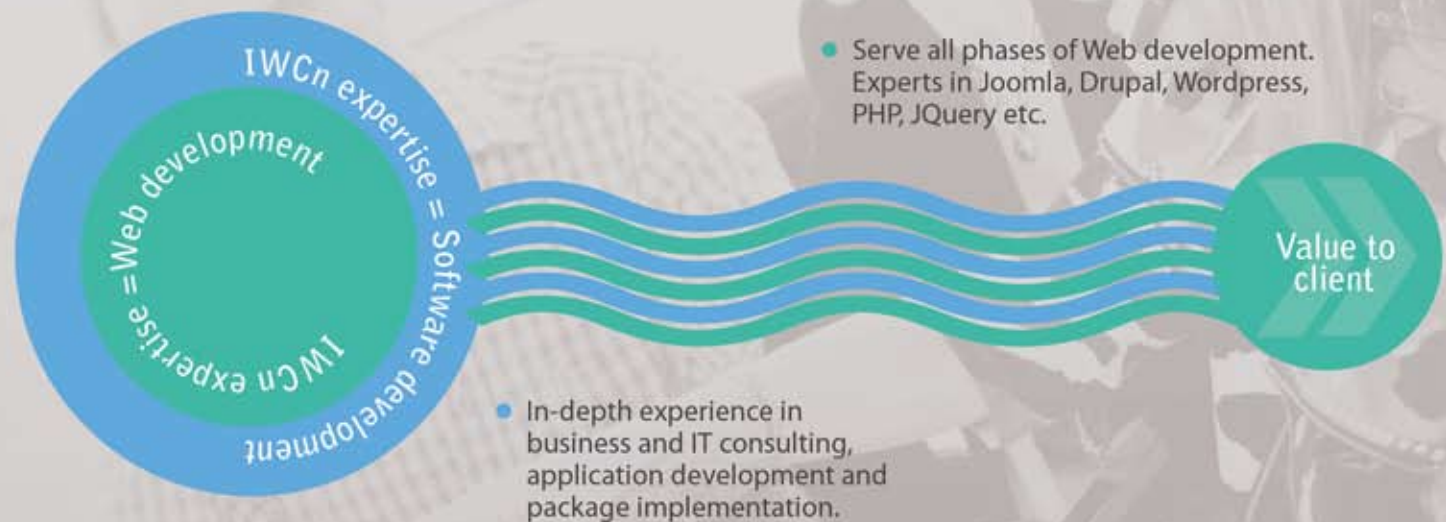 IWCn expertise = Software development
IWCn expertise =Web development
Serve all phases of Web development.
Experts in Joomla, Drupal, Wordpress,
PHP, JQuery etc.
Value to
client
In-depth experience in
business and IT consulting,
application development and
package implementation.